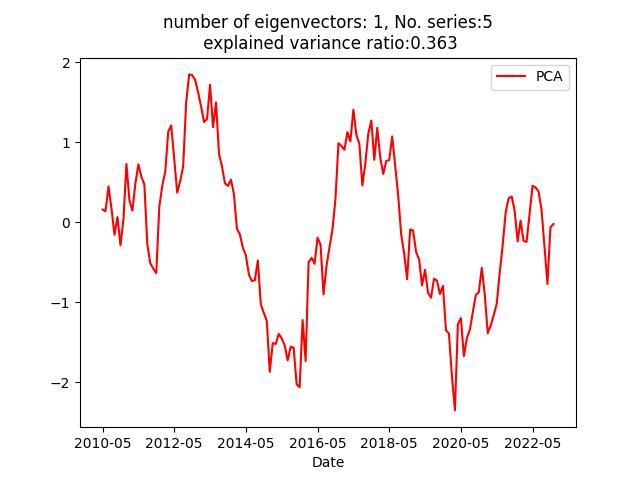 number of eigenvectors: 1, No. series:5
explained variance ratio:0.363
PCA
2
1
0
−1
−2
2010-05 2012-05 2014-05 2016-05 2018-05 2020-05 2022-05
Date